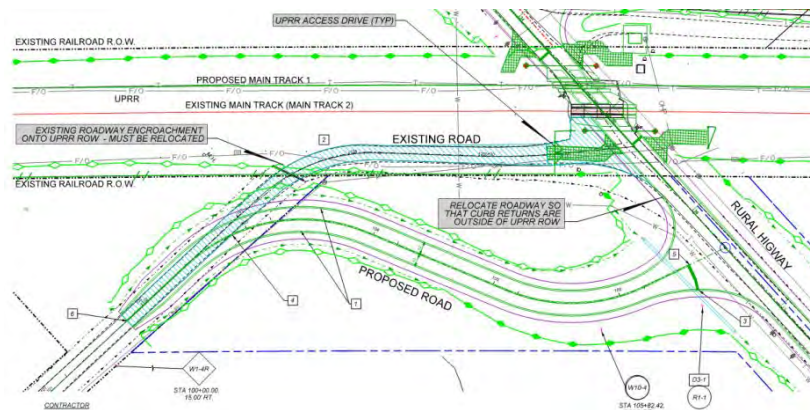 UPRR ACCESS DRIVE (TYP)
EXISTING RAILROAD R.O.W.
PROPOSED MAIN TRACK 1
UPRR
EXISTING MAIN TRACK (MAIN TRACK 2)
EXISTING ROADWAY ENCROACHMENT
ONTO UPRR ROW - MUST BE RELOCATED
2
EXISTING ROAD
EXISTING RAILROAD R.O.W.
RELOCATE ROADWAY SO
THAT CURB RETURNS ARE
OUTSIDE OF UPRR ROW
RURAL HIGWAY
5
PROPOSED ROAD
4
1
6
3
W1-4R
STA 100+00.00
15.00' RT.
W10-4
STA 105+82.42,
D3-1
R1-1
CONTRACTOR